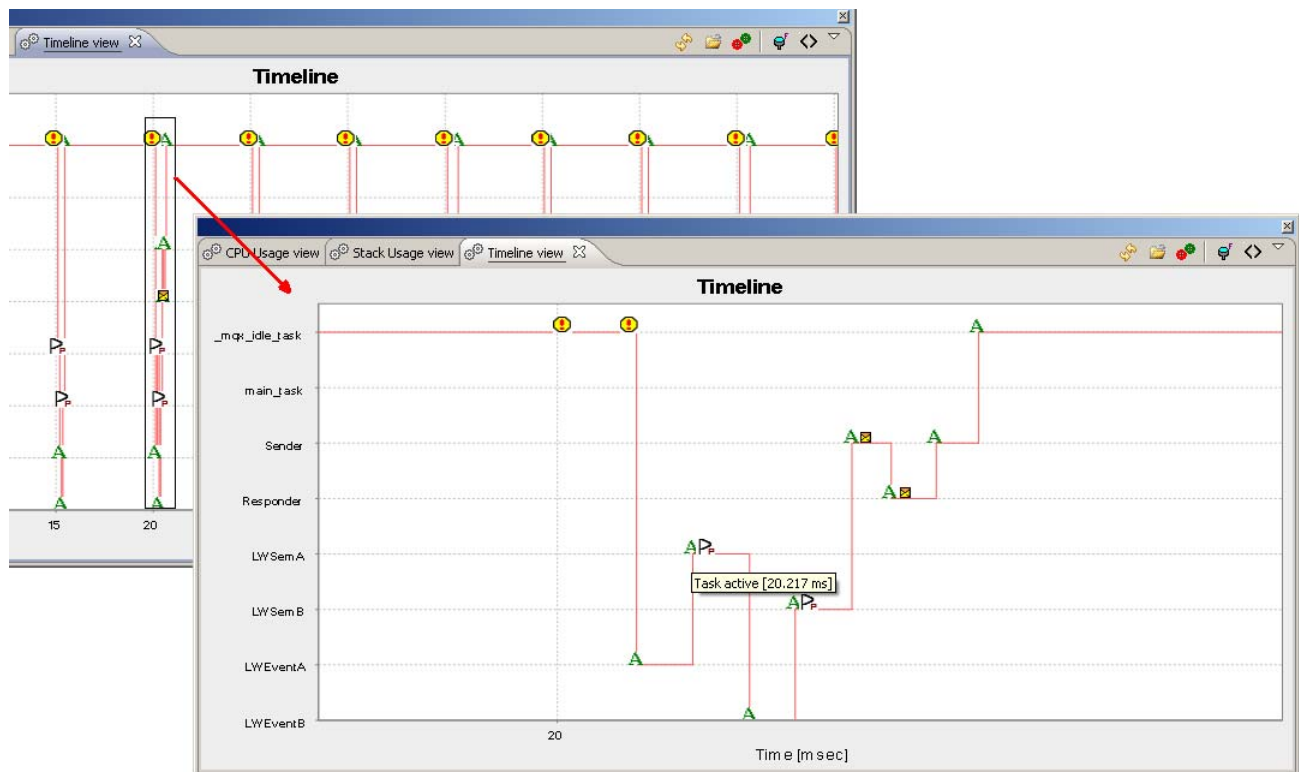 Timeline view
Timeline
15
20
CPU Usage view
Stack Usage view
Timeline view
Timeline
_mqx_idle_task
main_task
Sender
Responder
LWSemA
Task active [20.217 ms]
LWSemB
LWEventA
LWEventB
20
Time [msec]